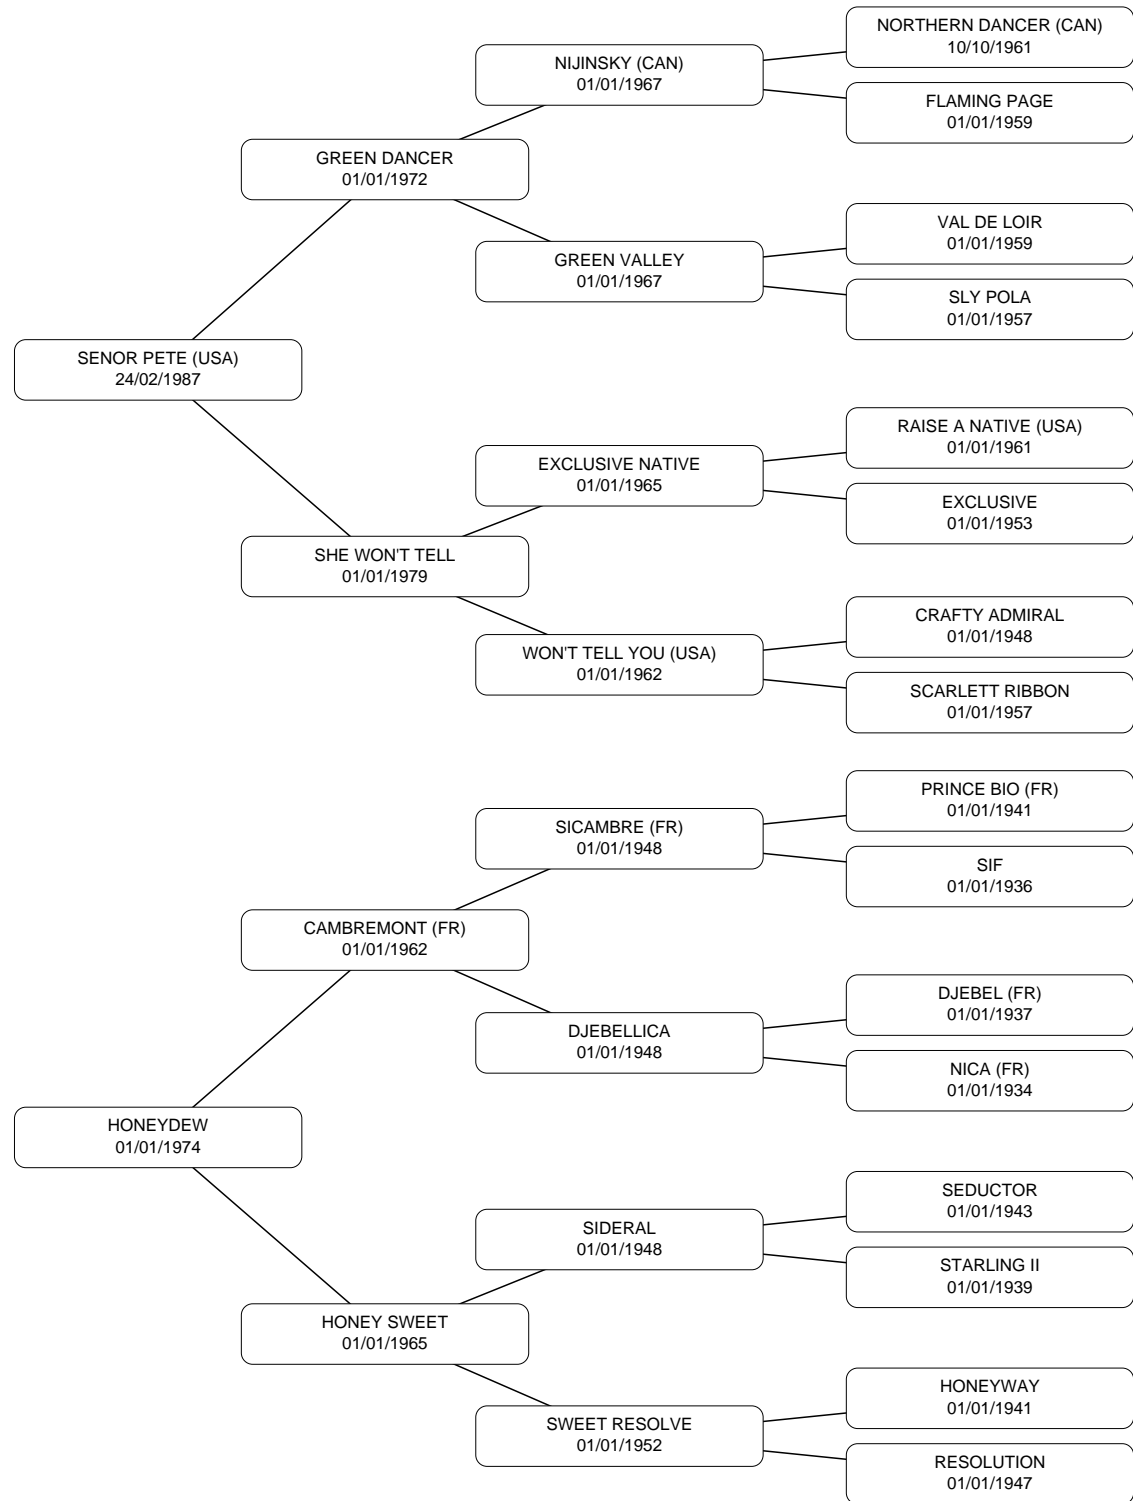 NORTHERN DANCER (CAN)
10/10/1961
NIJINSKY (CAN)
01/01/1967
FLAMING PAGE
01/01/1959
GREEN DANCER
01/01/1972
VAL DE LOIR
01/01/1959
GREEN VALLEY
01/01/1967
SLY POLA
01/01/1957
SENOR PETE (USA)
24/02/1987
RAISE A NATIVE (USA)
01/01/1961
EXCLUSIVE NATIVE
01/01/1965
EXCLUSIVE
01/01/1953
SHE WON'T TELL
01/01/1979
CRAFTY ADMIRAL
01/01/1948
WON'T TELL YOU (USA)
01/01/1962
SCARLETT RIBBON
01/01/1957
PRINCE BIO (FR)
01/01/1941
SICAMBRE (FR)
01/01/1948
SIF
01/01/1936
CAMBREMONT (FR)
01/01/1962
DJEBEL (FR)
01/01/1937
DJEBELLICA
01/01/1948
NICA (FR)
01/01/1934
HONEYDEW
01/01/1974
SEDUCTOR
01/01/1943
SIDERAL
01/01/1948
STARLING II
01/01/1939
HONEY SWEET
01/01/1965
HONEYWAY
01/01/1941
SWEET RESOLVE
01/01/1952
RESOLUTION
01/01/1947